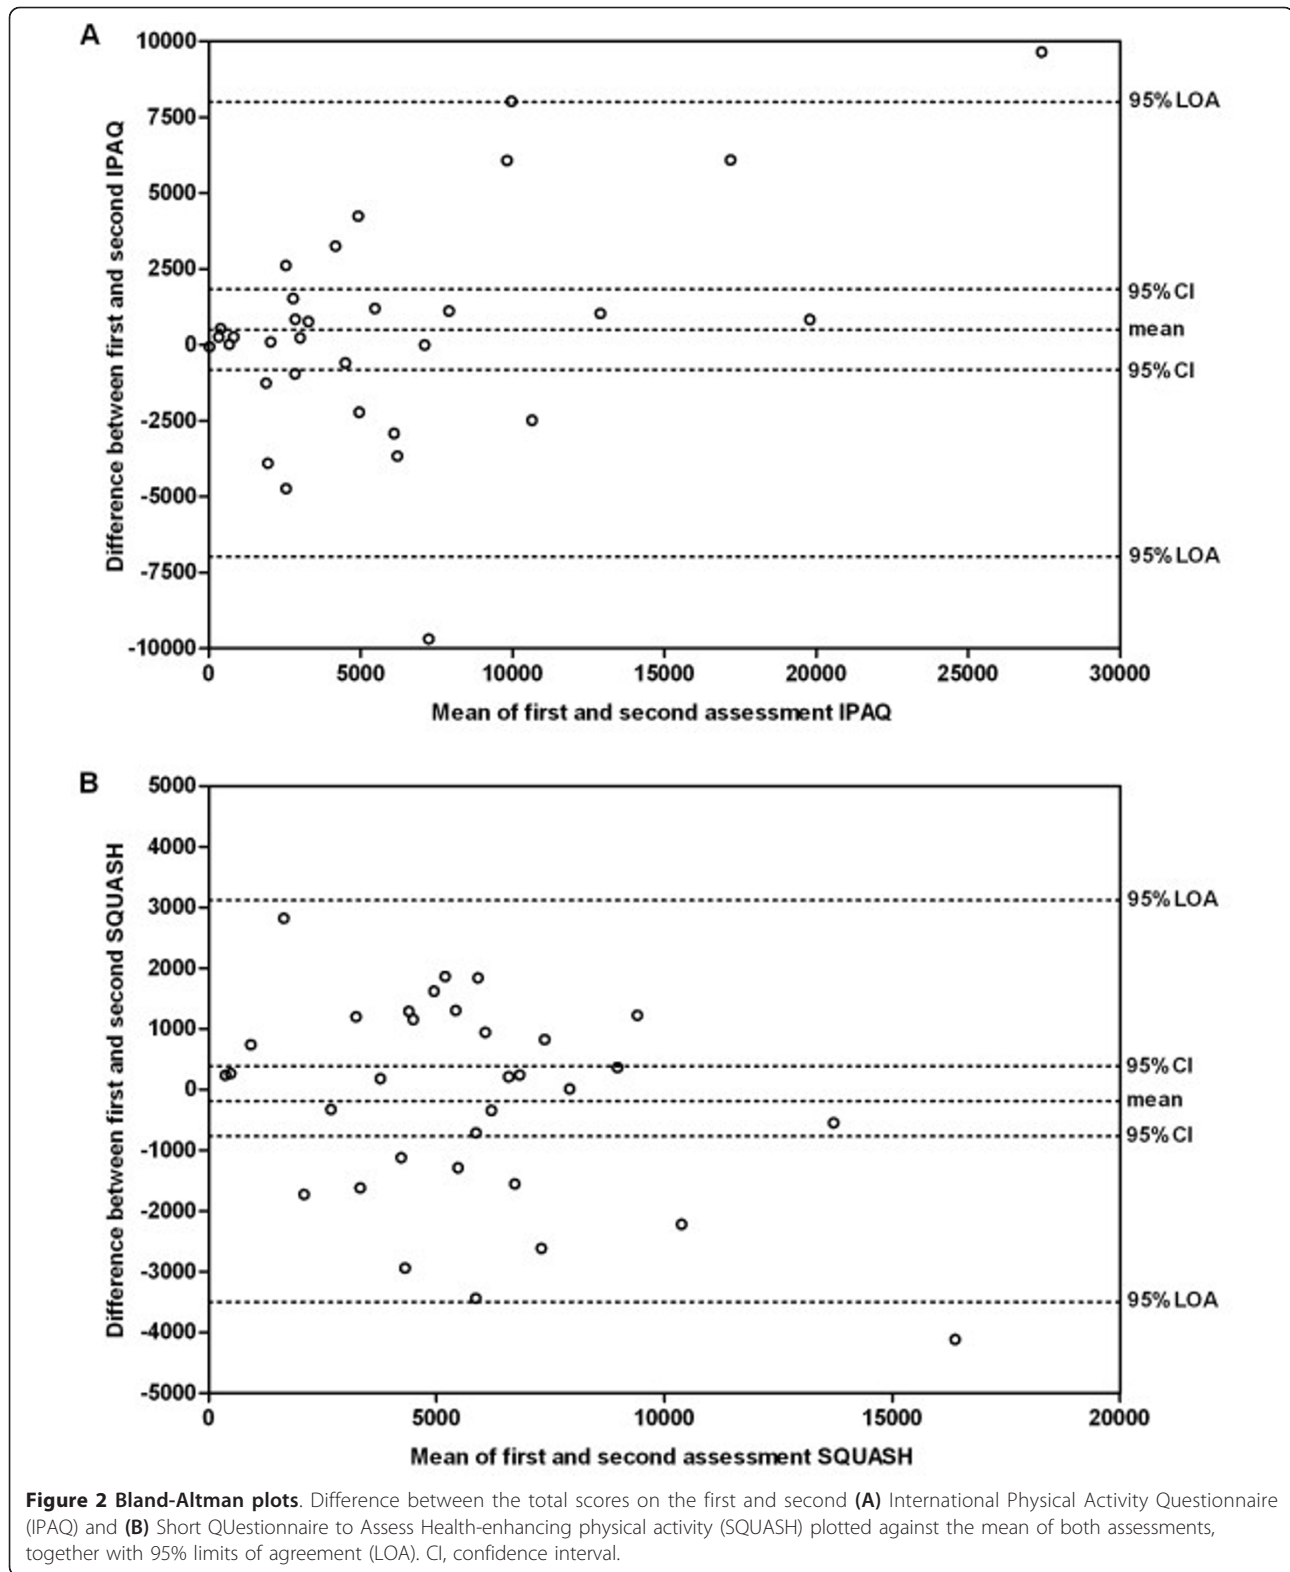 A
10000
7500
5000
2500
0
-2500
-5000
-7500
-10000
Difference between first and second IPAQ
95% LOA
95% CI
mean
95% CI
95% LOA
0 5000 10000 15000 20000 25000 30000
Mean of first and second assessment IPAQ
B
5000
4000
3000
2000
1000
0
-1000
-2000
-3000
-4000
-5000
Difference between first and second SQUASH
95% LOA
95% CI
mean
95% CI
95% LOA
0 5000 10000 15000 20000
Mean of first and second assessment SQUASH
Figure 2 Bland-Altman plots. Difference between the total scores on the first and second (A) International Physical Activity Questionnaire
(IPAQ) and (B) Short QUestionnaire to Assess Health-enhancing physical activity (SQUASH) plotted against the mean of both assessments,
together with 95% limits of agreement (LOA). CI, confidence interval.